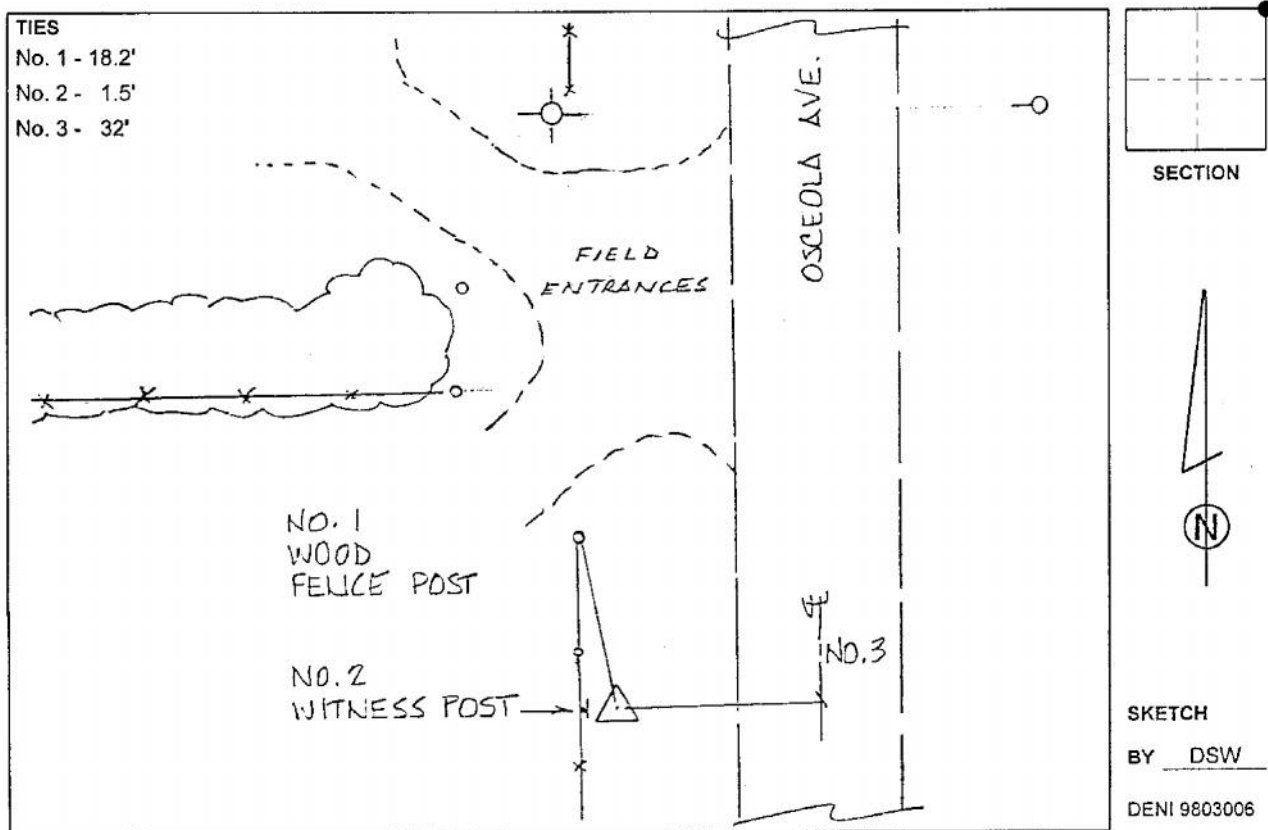 TIES
No. 1 - 18.2'
No. 2 - 1.5'
No. 3 - 32'
OSCEOLA AVE.
SECTION
FIELD
ENTRANCES
N
NO. 1
WOOD
FENCE POST
NO. 2
WITNESS POST
℄
NO.3
SKETCH
BY DSW
DENI 9803006